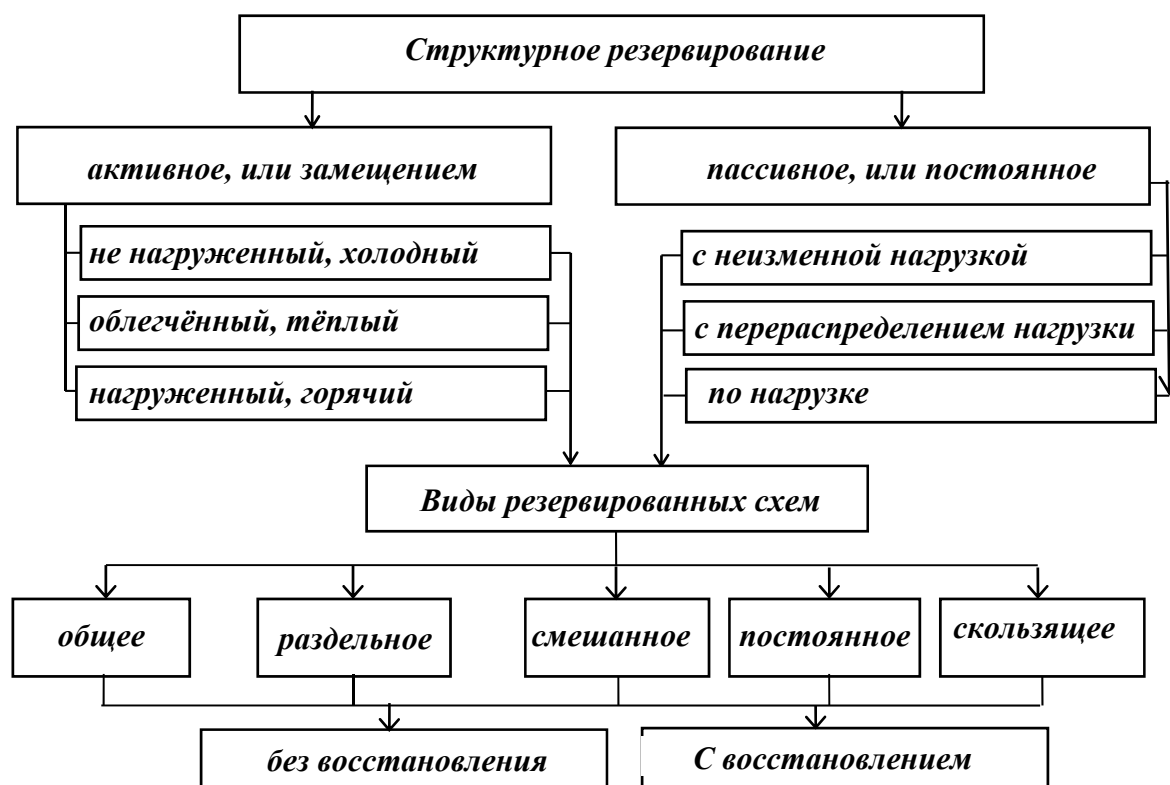 Структурное резервирование
активное, или замещением
пассивное, или постоянное
не нагруженный, холодный
облегчённый, тёплый
нагруженный, горячий
с неизменной нагрузкой
с перераспределением нагрузки
по нагрузке
Виды резервированных схем
общее
раздельное
смешанное
постоянное
скользящее
без восстановления
С восстановлением